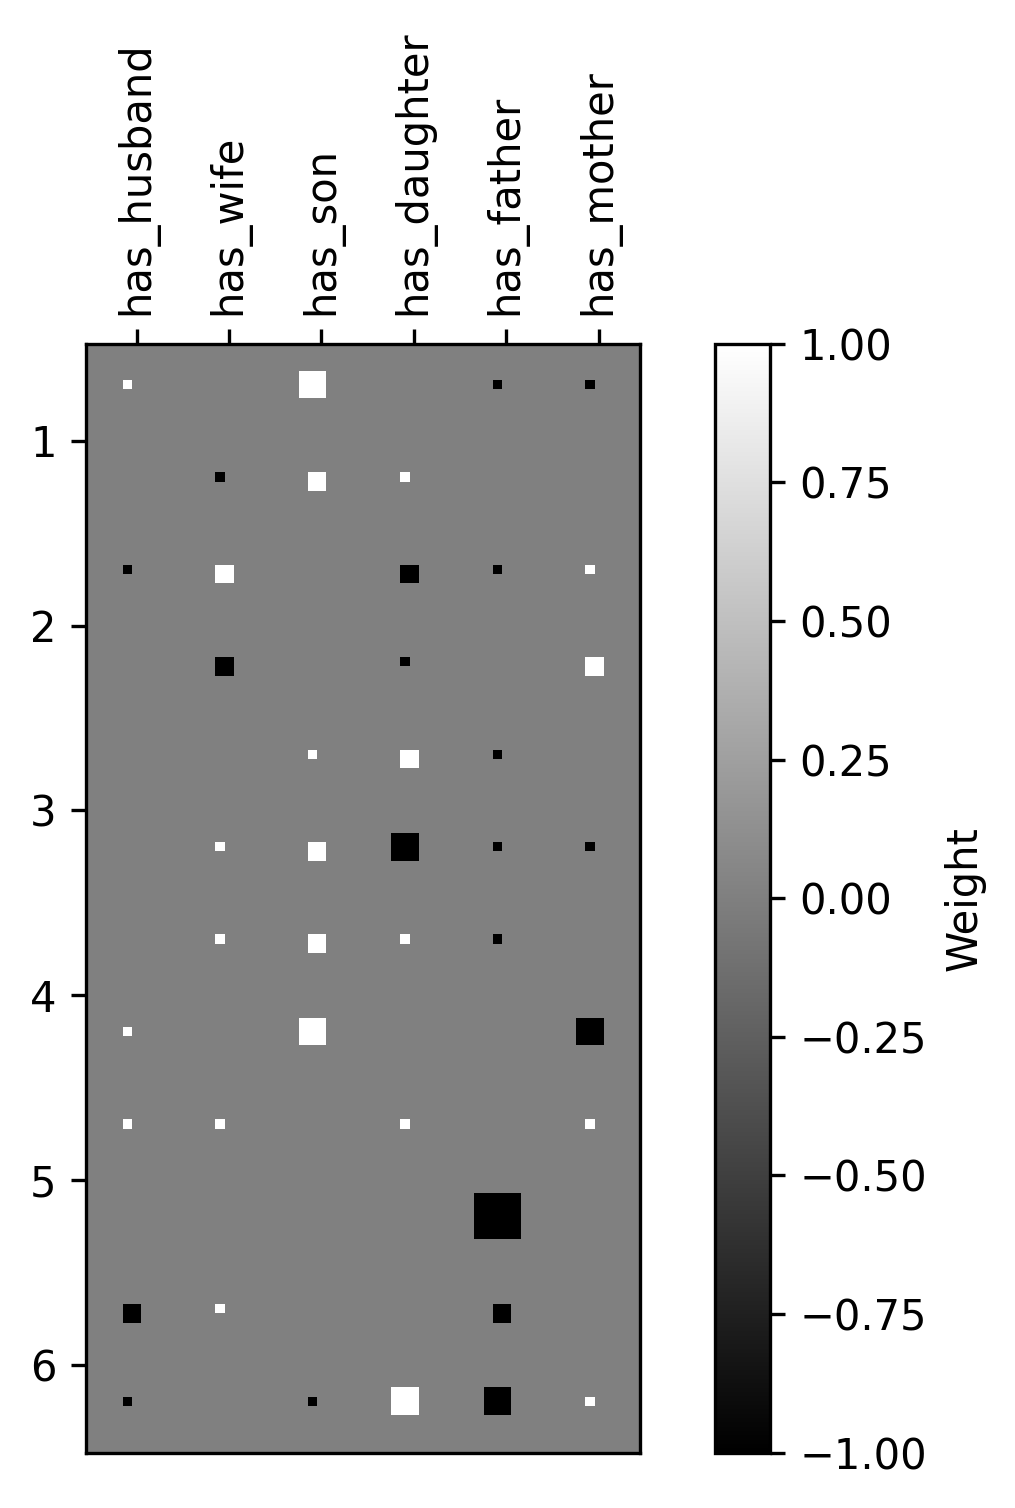 has_husband
has_wife
has_son
has_daughter
has_father
has_mother
1
2
3
4
5
6
1.00
0.75
0.50
0.25
0.00
−0.25
−0.50
−0.75
−1.00
Weight